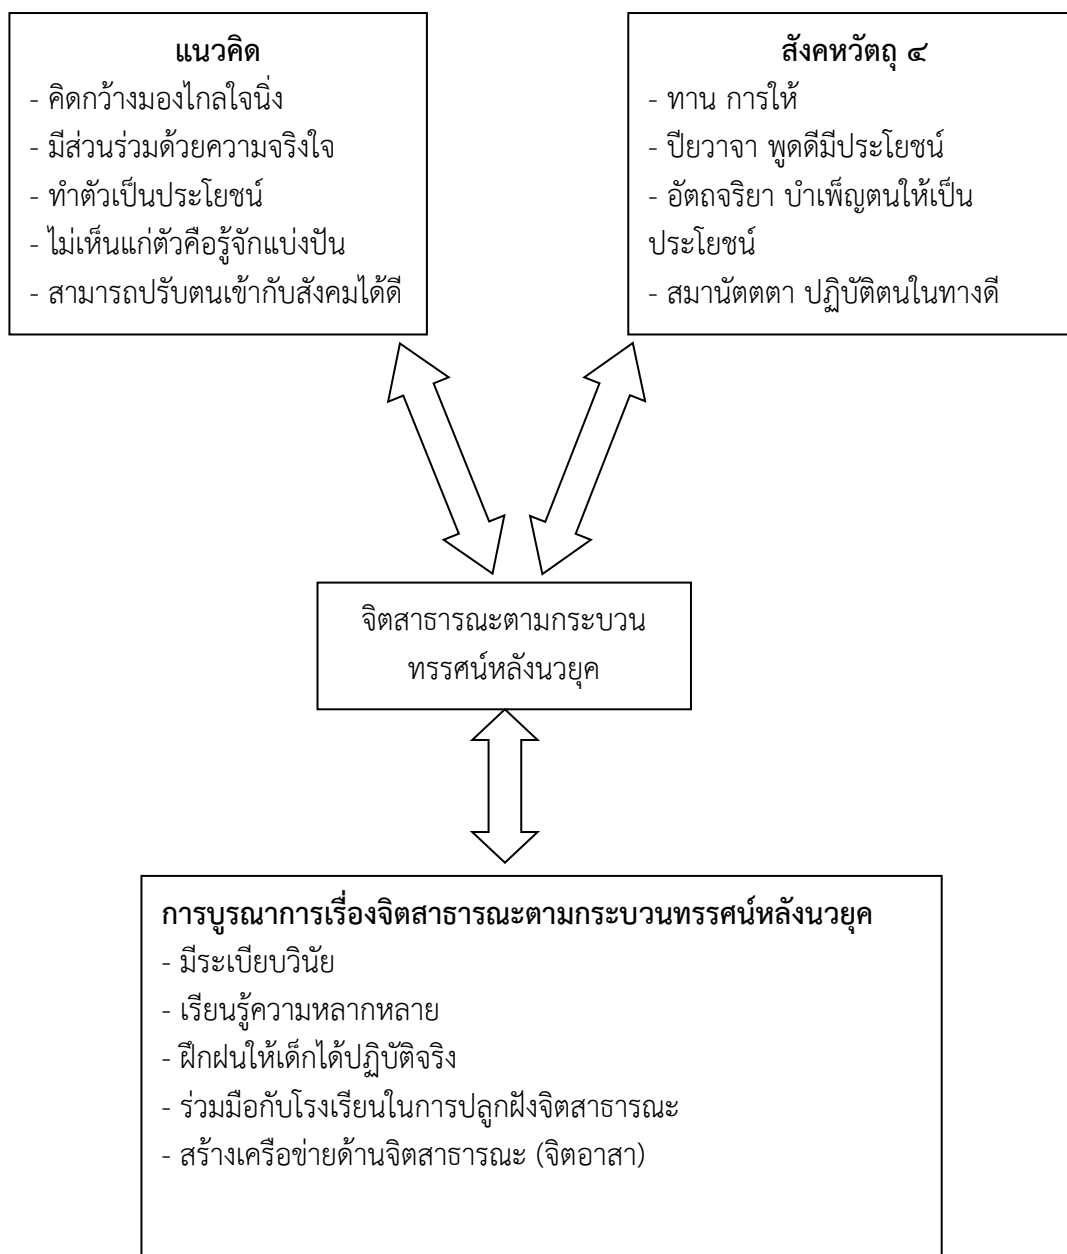 แนวคิด
- คิดกว้างมองไกลใจนิ่ง
- มีส่วนร่วมด้วยความจริงใจ
- ทำตัวเป็นประโยชน์
- ไม่เห็นแก่ตัวคือรู้จักแบ่งปัน
- สามารถปรับตนเข้ากับสังคมได้ดี
สังคหวัตถุ ๔
- ทาน การให้
- ปิยวาจา พูดดีมีประโยชน์
- อัตถจริยา บำเพ็ญตนให้เป็น
ประโยชน์
- สมานัตตตา ปฏิบัติตนในทางดี
จิตสาธารณะตามกระบวน
ทรรศน์หลังนวยุค
การบูรณาการเรื่องจิตสาธารณะตามกระบวนทรรศน์หลังนวยุค
- มีระเบียบวินัย
- เรียนรู้ความหลากหลาย
- ฝึกฝนให้เด็กได้ปฏิบัติจริง
- ร่วมมือกับโรงเรียนในการปลูกฝังจิตสาธารณะ
- สร้างเครือข่ายด้านจิตสาธารณะ (จิตอาสา)